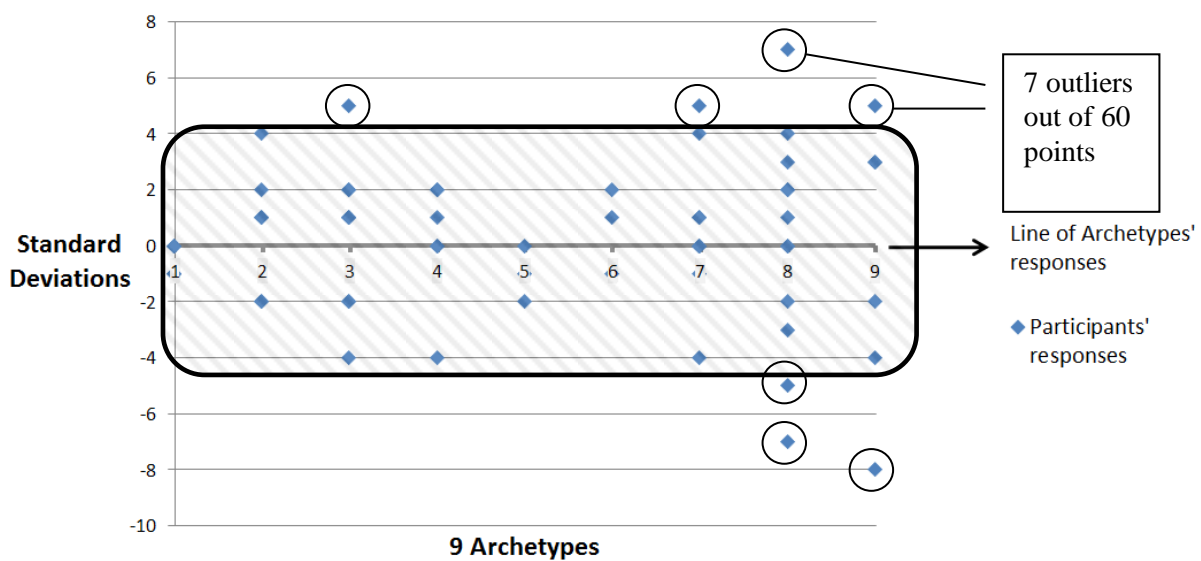 8
6
4
2
0
-2
-4
-6
-8
-10
Standard
Deviations
1 2 3 4 5 6 7 8 9
9 Archetypes
7 outliers
out of 60
points
Line of Archetypes'
responses
Participants'
responses